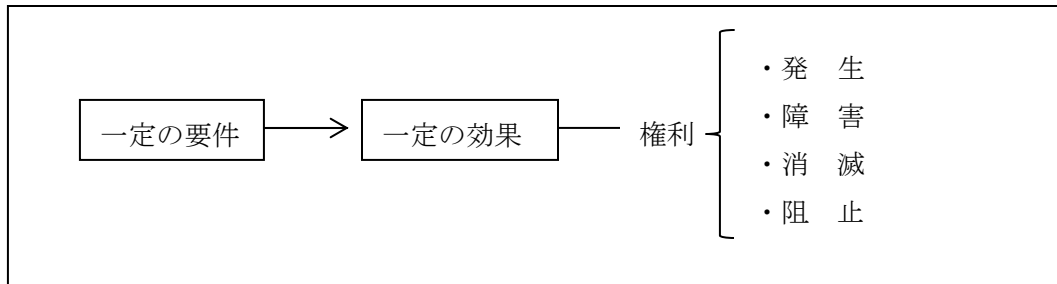 一定の要件
一定の効果
権利
・発　生
・障　害
・消　滅
・阻　止